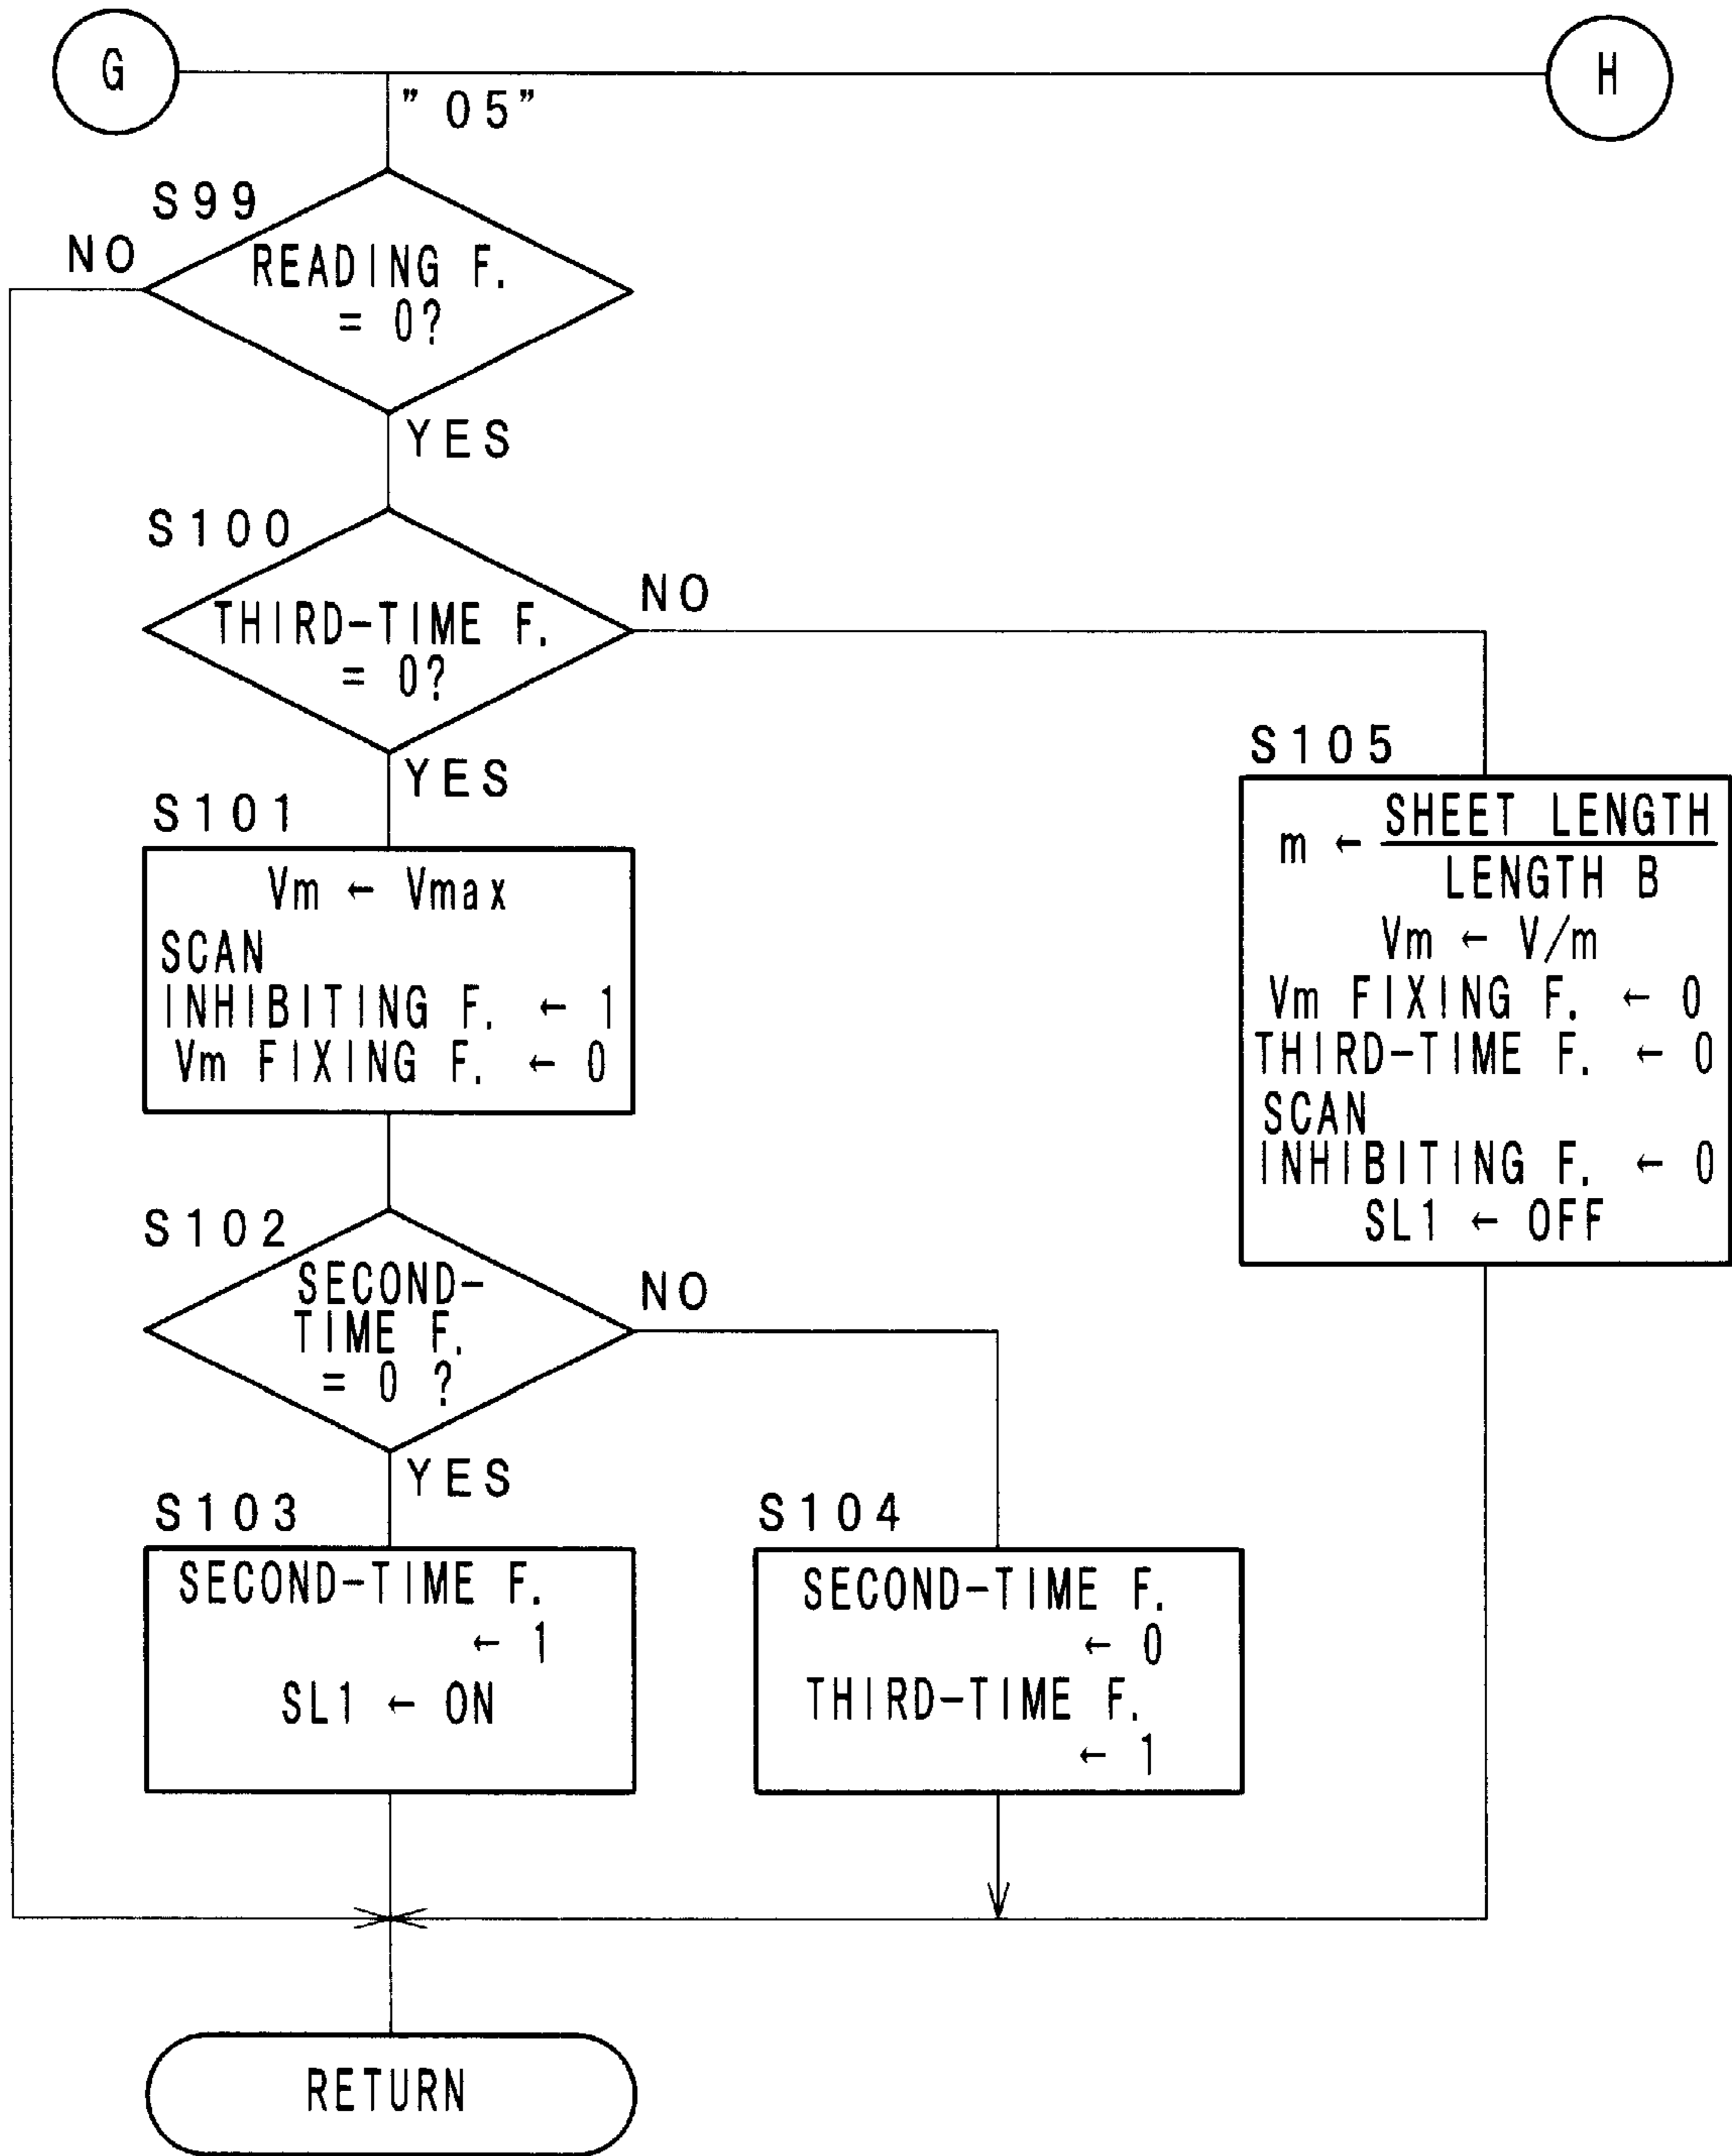 G
H
"05"
S99
NO
READING F.
= 0?
YES
S100
NO
THIRD-TIME F.
= 0?
YES
S101
Vm ← Vmax
SCAN
INHIBITING F. ← 1
Vm FIXING F. ← 0
S105
m ← SHEET LENGTH
LENGTH B
Vm ← V/m
Vm FIXING F. ← 0
THIRD-TIME F. ← 0
SCAN
INHIBITING F. ← 0
SL1 ← OFF
S102
NO
SECOND-
TIME F.
= 0 ?
YES
S103
SECOND-TIME F.
← 1
SL1 ← ON
S104
SECOND-TIME F.
← 0
THIRD-TIME F.
← 1
RETURN